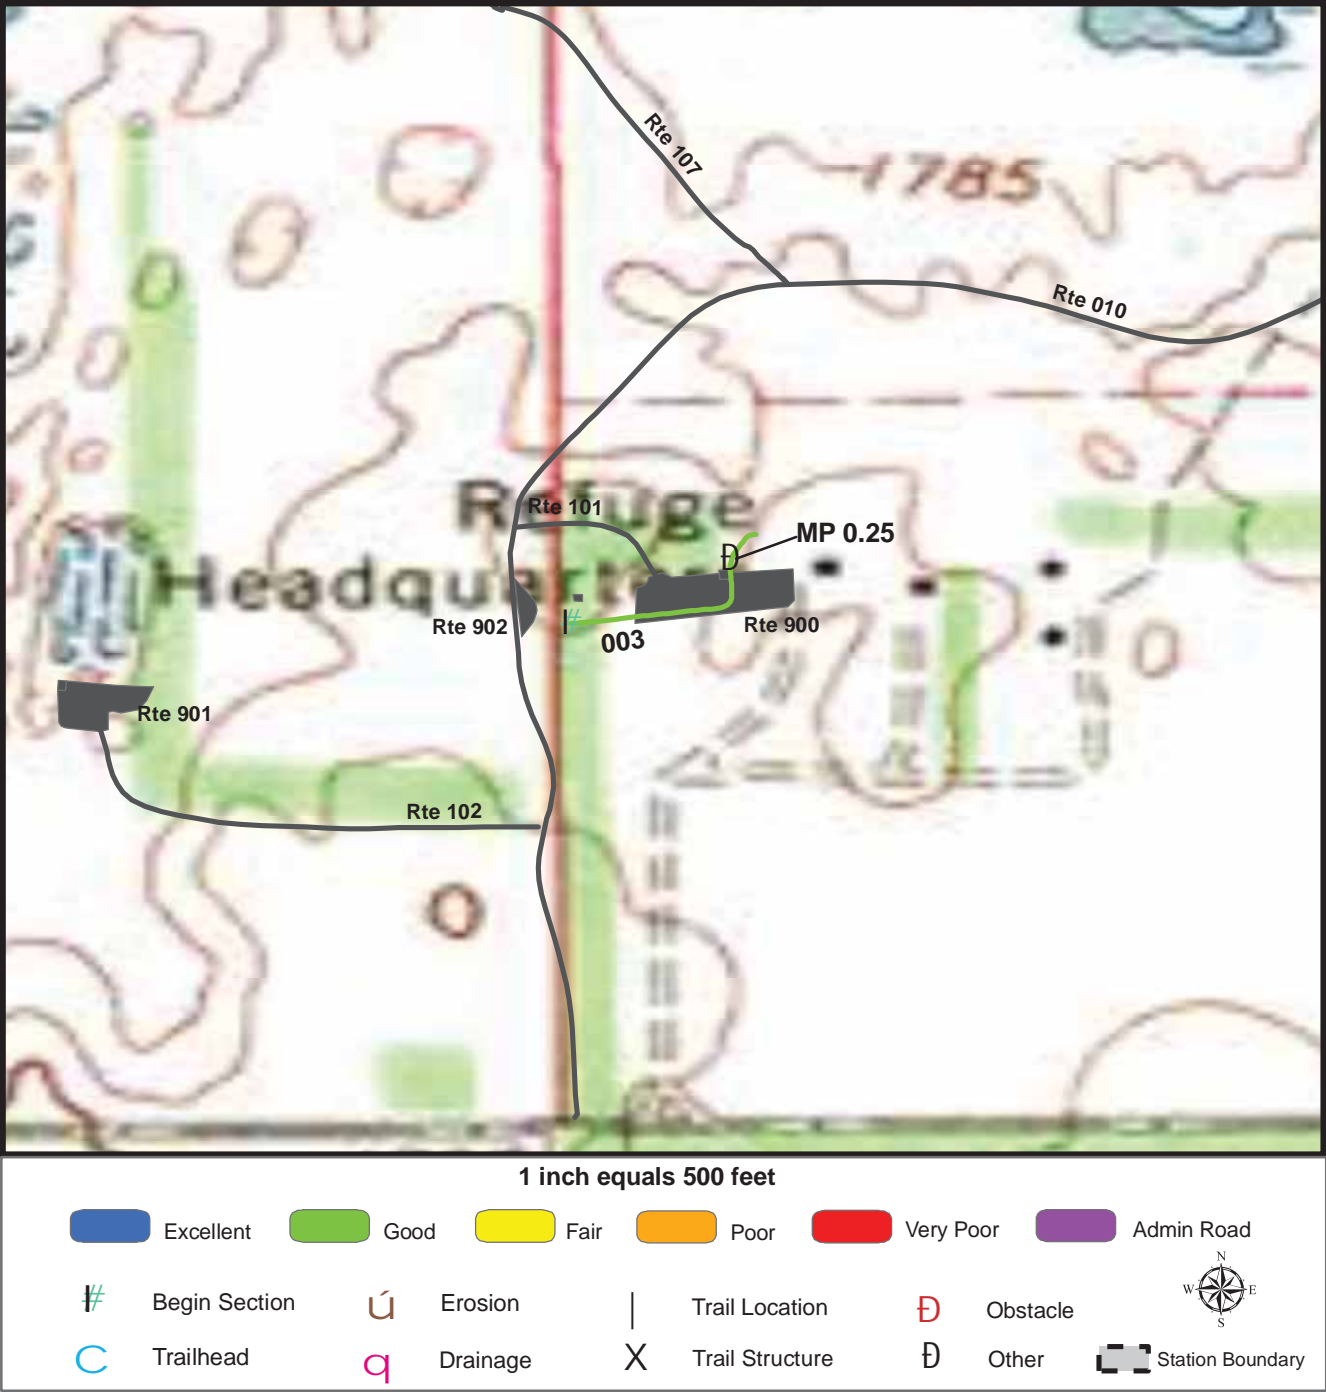 Rte 107
1785
Rte 010
Refuge
Rte 101
MP 0.25
Đ
Rte 902
#
003
Rte 900
Rte 901
Rte 102
1 inch equals 500 feet
Excellent Good Fair Poor Very Poor Admin Road
# Begin Section ú Erosion | Trail Location Đ Obstacle
C Trailhead q Drainage X Trail Structure Đ Other Station Boundary
N
W E
S